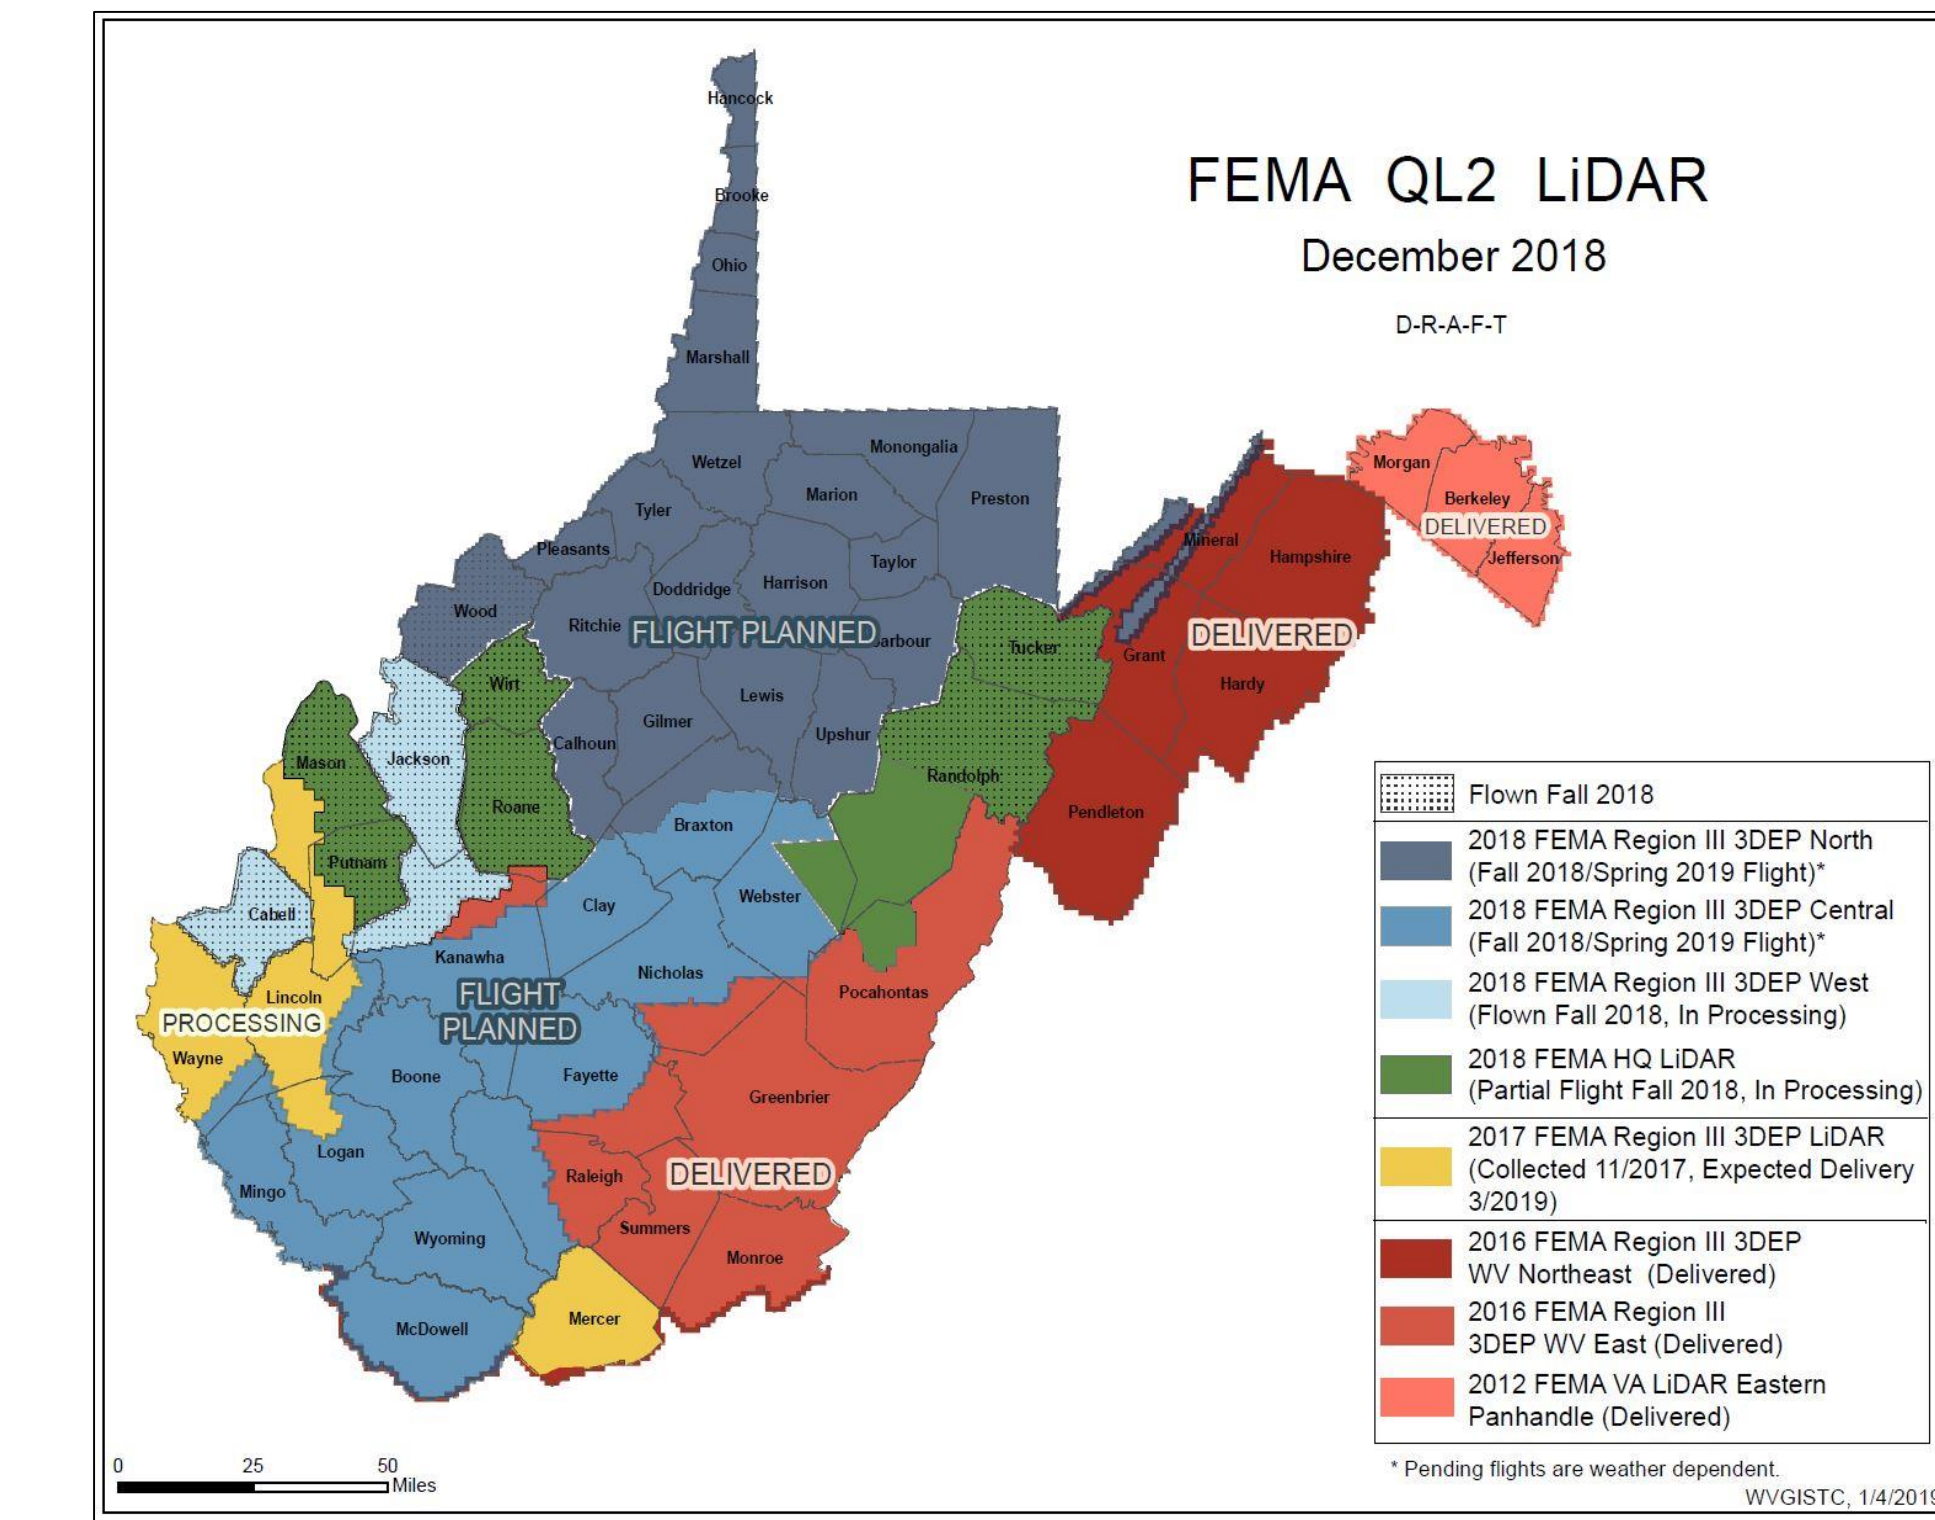 FEMA QL2 LiDAR
December 2018
D-R-A-F-T
Hancock
Brooke
Ohio
Marshall
Wetzel
Monongalia
Marion
Preston
Tyler
Pleasants
Taylor
Doddridge
Harrison
Wood
Ritchie
FLIGHT PLANNED
arbour
Tucker
Mineral
Hampshire
Morgan
Berkeley
DELIVERED
Jefferson
DELIVERED
Grant
Hardy
Wirt
Lewis
Gilmer
Upshur
Calhoun
Jackson
Mason
Randolph
Roane
Pendleton
Braxton
Putnam
Webster
Clay
Cabell
Kanawha
Nicholas
Pocahontas
FLIGHT
PLANNED
Lincoln
PROCESSING
Wayne
Boone
Fayette
Greenbrier
Logan
Raleigh
DELIVERED
Mingo
Summers
Wyoming
Monroe
Mercer
McDowell
Flown Fall 2018
2018 FEMA Region III 3DEP North
(Fall 2018/Spring 2019 Flight)*
2018 FEMA Region III 3DEP Central
(Fall 2018/Spring 2019 Flight)*
2018 FEMA Region III 3DEP West
(Flown Fall 2018, In Processing)
2018 FEMA HQ LiDAR
(Partial Flight Fall 2018, In Processing)
2017 FEMA Region III 3DEP LiDAR
(Collected 11/2017, Expected Delivery
3/2019)
2016 FEMA Region III 3DEP
WV Northeast (Delivered)
2016 FEMA Region III
3DEP WV East (Delivered)
2012 FEMA VA LiDAR Eastern
Panhandle (Delivered)
* Pending flights are weather dependent.
WVGISTC, 1/4/2019
0 25 50
Miles